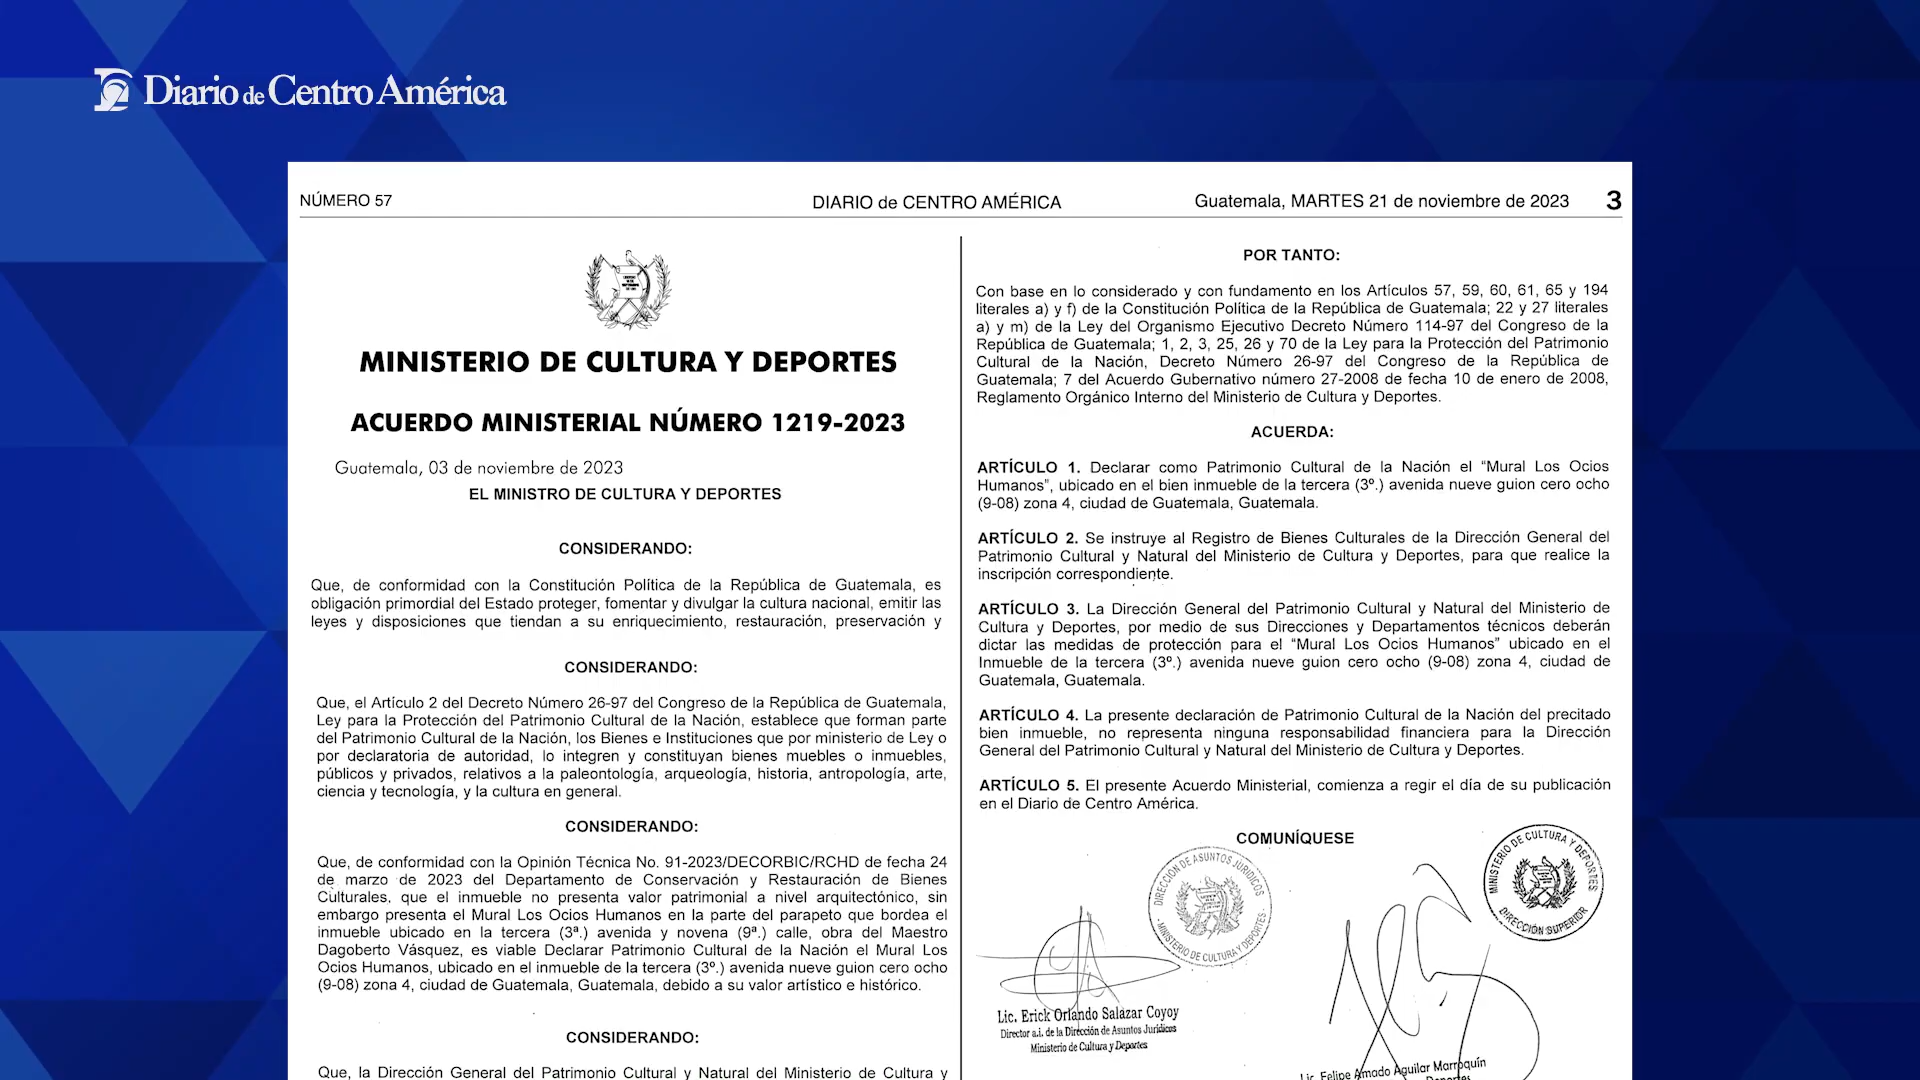 Diario de Centro América
NÚMERO 57
DIARIO de CENTRO AMÉRICA
Guatemala, MARTES 21 de noviembre de 2023
3
MINISTERIO DE CULTURA Y DEPORTES
ACUERDO MINISTERIAL NÚMERO 1219-2023
Guatemala, 03 de noviembre de 2023
EL MINISTRO DE CULTURA Y DEPORTES
CONSIDERANDO:
Que, de conformidad con la Constitución Política de la República de Guatemala, es
obligación primordial del Estado proteger, fomentar y divulgar la cultura nacional, emitir las
leyes y disposiciones que tiendan a su enriquecimiento, restauración, preservación y
CONSIDERANDO:
Que, el Artículo 2 del Decreto Número 26-97 del Congreso de la República de Guatemala,
Ley para la Protección del Patrimonio Cultural de la Nación, establece que forman parte
del Patrimonio Cultural de la Nación, los Bienes e Instituciones que por ministerio de Ley o
por declaratoria de autoridad, lo integren y constituyan bienes muebles o inmuebles,
públicos y privados, relativos a la paleontología, arqueología, historia, antropología, arte,
ciencia y tecnología, y la cultura en general.
CONSIDERANDO:
Que, de conformidad con la Opinión Técnica No. 91-2023/DECORBIC/RCHD de fecha 24
de marzo de 2023 del Departamento de Conservación y Restauración de Bienes
Culturales, que el inmueble no presenta valor patrimonial a nivel arquitectónico, sin
embargo presenta el Mural Los Ocios Humanos en la parte del parapeto que bordea el
inmueble ubicado en la tercera (3ª.) avenida y novena (9ª.) calle, obra del Maestro
Dagoberto Vásquez, es viable Declarar Patrimonio Cultural de la Nación el Mural Los
Ocios Humanos, ubicado en el inmueble de la tercera (3º.) avenida nueve guion cero ocho
(9-08) zona 4, ciudad de Guatemala, Guatemala, debido a su valor artístico e histórico.
CONSIDERANDO:
Que, la Dirección General del Patrimonio Cultural y Natural del Ministerio de Cultura y
POR TANTO:
Con base en lo considerado y con fundamento en los Artículos 57, 59, 60, 61, 65 y 194
literales a) y f) de la Constitución Política de la República de Guatemala; 22 y 27 literales
a) y m) de la Ley del Organismo Ejecutivo Decreto Número 114-97 del Congreso de la
República de Guatemala; 1, 2, 3, 25, 26 y 70 de la Ley para la Protección del Patrimonio
Cultural de la Nación, Decreto Número 26-97 del Congreso de la República de
Guatemala; 7 del Acuerdo Gubernativo número 27-2008 de fecha 10 de enero de 2008,
Reglamento Orgánico Interno del Ministerio de Cultura y Deportes.
ACUERDA:
ARTÍCULO 1. Declarar como Patrimonio Cultural de la Nación el “Mural Los Ocios
Humanos”, ubicado en el bien inmueble de la tercera (3º.) avenida nueve guion cero ocho
(9-08) zona 4, ciudad de Guatemala, Guatemala.
ARTÍCULO 2. Se instruye al Registro de Bienes Culturales de la Dirección General del
Patrimonio Cultural y Natural del Ministerio de Cultura y Deportes, para que realice la
inscripción correspondiente.
ARTÍCULO 3. La Dirección General del Patrimonio Cultural y Natural del Ministerio de
Cultura y Deportes, por medio de sus Direcciones y Departamentos técnicos deberán
dictar las medidas de protección para el “Mural Los Ocios Humanos” ubicado en el
Inmueble de la tercera (3º.) avenida nueve guion cero ocho (9-08) zona 4, ciudad de
Guatemala, Guatemala.
ARTÍCULO 4. La presente declaración de Patrimonio Cultural de la Nación del precitado
bien inmueble, no representa ninguna responsabilidad financiera para la Dirección
General del Patrimonio Cultural y Natural del Ministerio de Cultura y Deportes.
ARTÍCULO 5. El presente Acuerdo Ministerial, comienza a regir el día de su publicación
en el Diario de Centro América.
COMUNÍQUESE
DIRECCIÓN DE ASUNTOS JURIDICOS
MINISTERIO DE CULTURA Y DEPORTES
MINISTERIO DE CULTURA Y DEPORTES
DIRECCIÓN SUPERIOR
Lic. Erick Orlando Salazar Coyoy
Director a.i. de la Dirección de Asuntos Jurídicos
Ministerio de Cultura y Deportes
Lic. Felipe Amado Aguilar Marroquín
Deportes